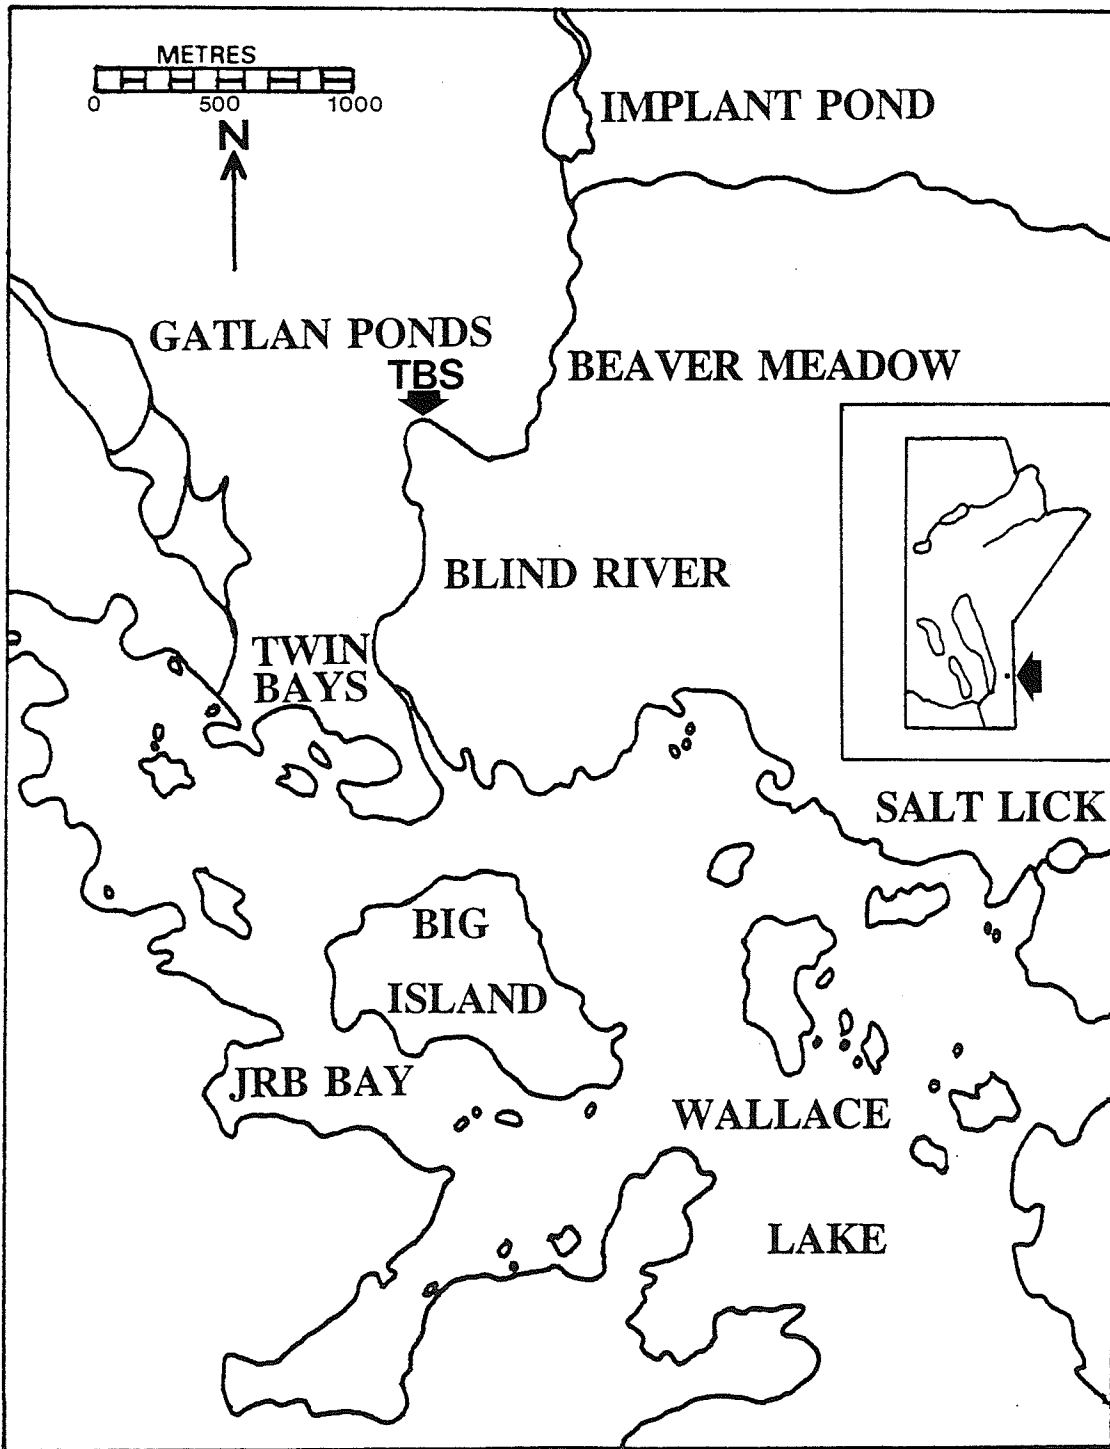 METRES
0 500 1000
N
IMPLANT POND
GATLAN PONDS
TBS
BEAVER MEADOW
BLIND RIVER
TWIN
BAYS
SALT LICK
BIG
ISLAND
JRB BAY
WALLACE
LAKE